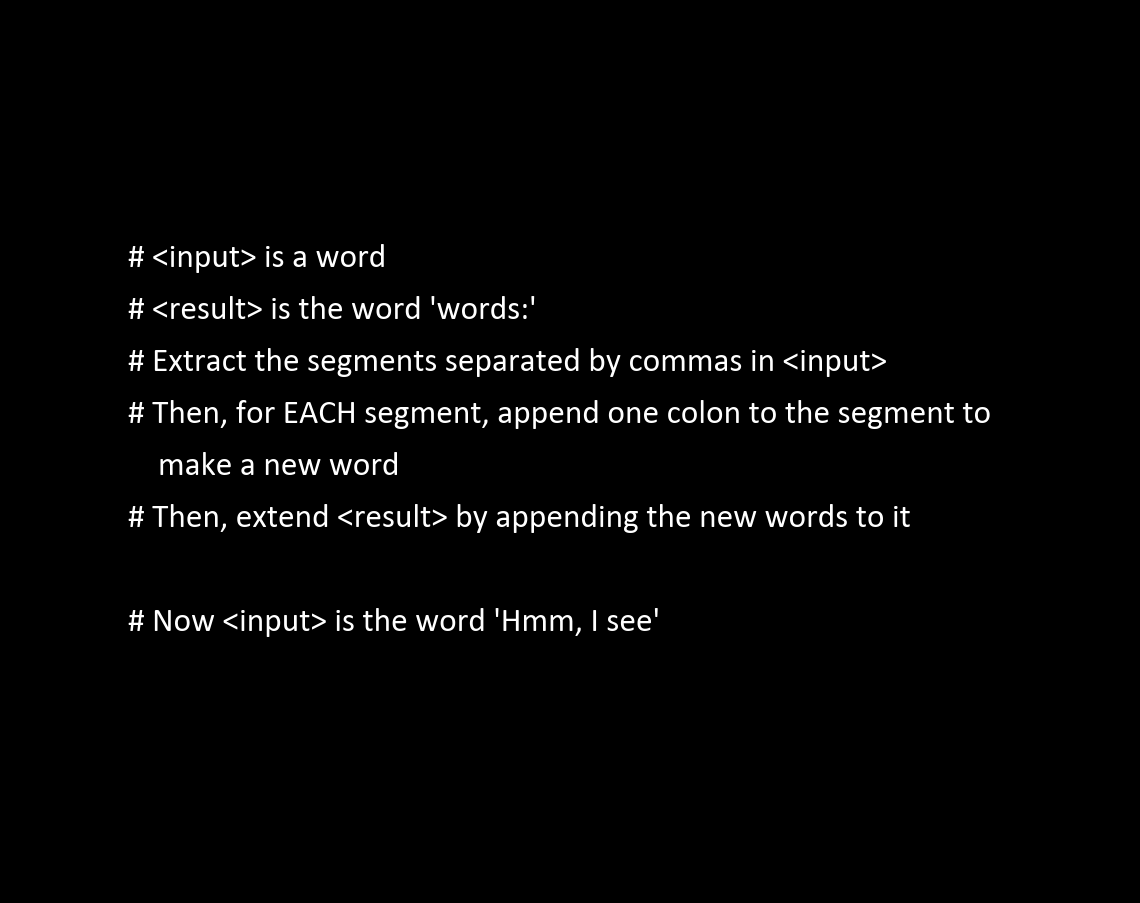 # <input> is a word
# <result> is the word 'words:'
# Extract the segments separated by commas in <input>
# Then, for EACH segment, append one colon to the segment to
make a new word
# Then, extend <result> by appending the new words to it
# Now <input> is the word 'Hmm, I see'